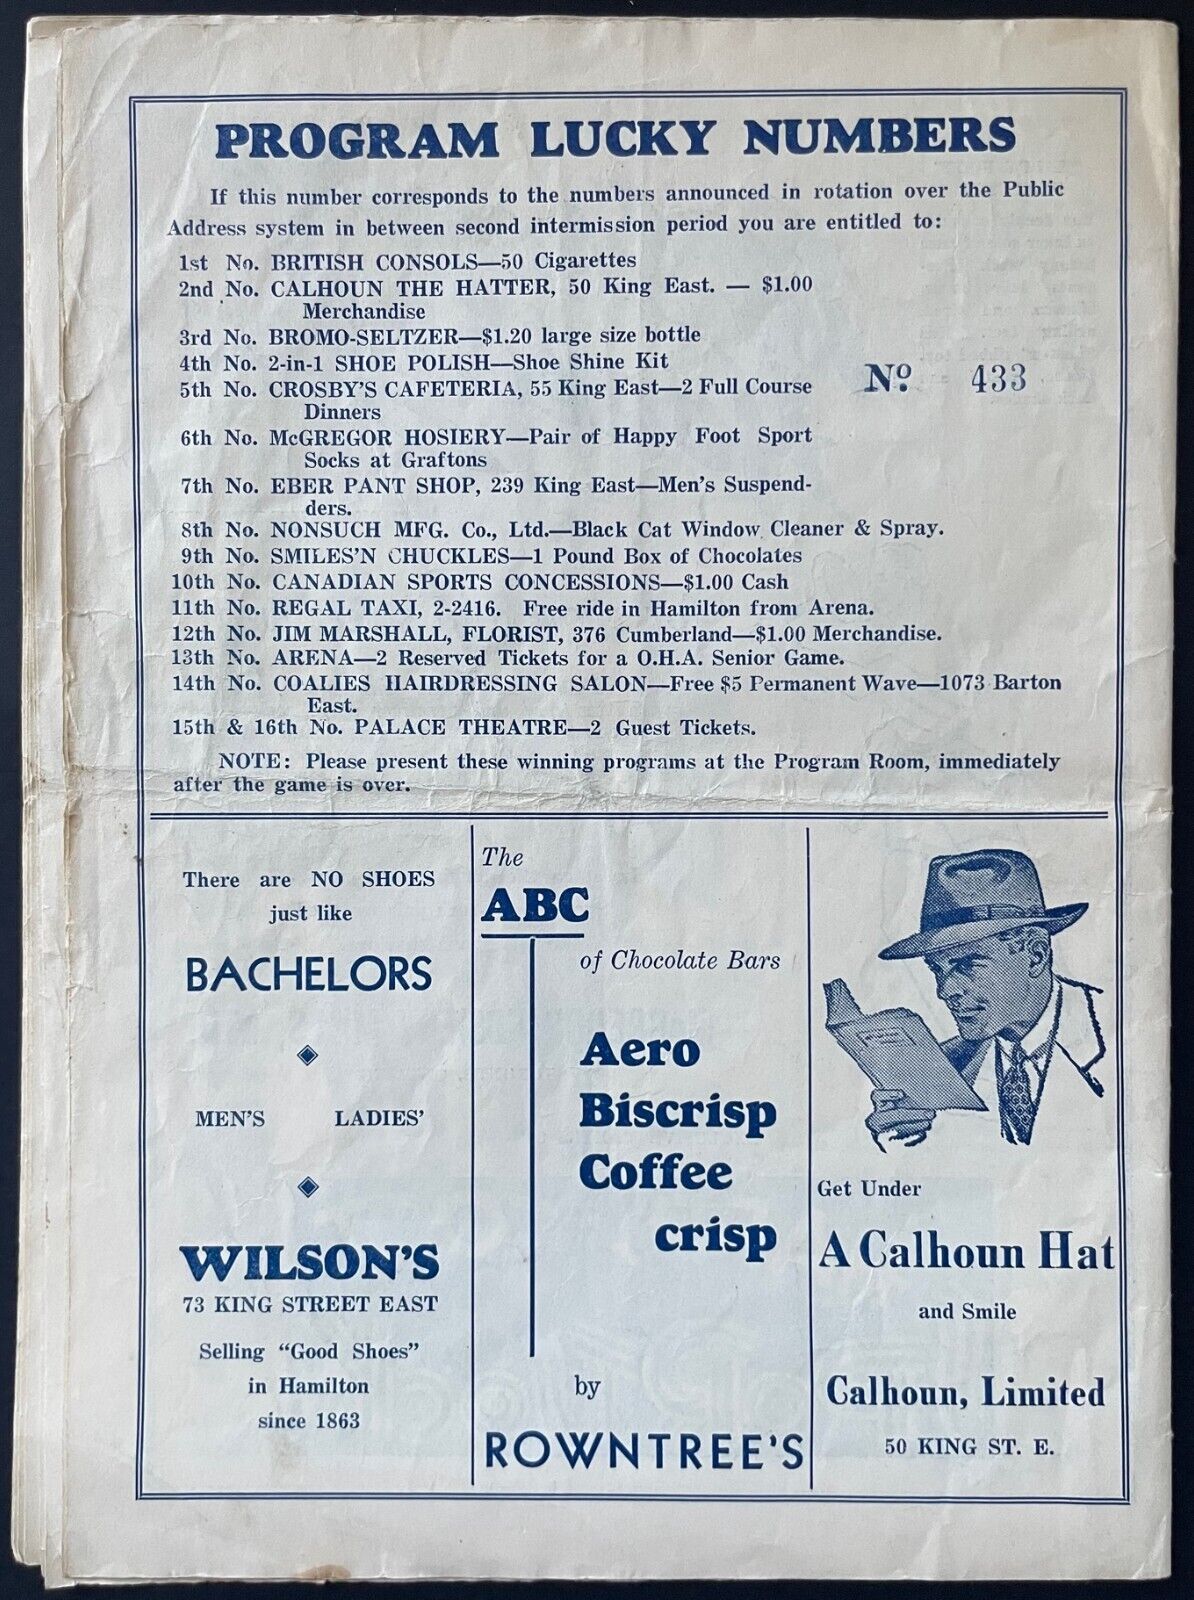 PROGRAM LUCKY NUMBERS
If this number corresponds to the numbers announced in rotation over the Public
Address system in between second intermission period you are entitled to:
1st No. BRITISH CONSOLS—50 Cigarettes
2nd No. CALHOUN THE HATTER, 50 King East. — $1.00
Merchandise
3rd No. BROMO-SELTZER—$1.20 large size bottle
4th No. 2-in-1 SHOE POLISH—Shoe Shine Kit
5th No. CROSBY'S CAFETERIA, 55 King East—2 Full Course
Dinners
6th No. McGREGOR HOSIERY—Pair of Happy Foot Sport
Socks at Graftons
7th No. EBER PANT SHOP, 239 King East—Men's Suspend-
ders.
8th No. NONSUCH MFG. Co., Ltd.—Black Cat Window Cleaner & Spray.
9th No. SMILES'N CHUCKLES—1 Pound Box of Chocolates
10th No. CANADIAN SPORTS CONCESSIONS—$1.00 Cash
11th No. REGAL TAXI, 2-2416. Free ride in Hamilton from Arena.
12th No. JIM MARSHALL, FLORIST, 376 Cumberland—$1.00 Merchandise.
13th No. ARENA—2 Reserved Tickets for a O.H.A. Senior Game.
14th No. COALIES HAIRDRESSING SALON—Free $5 Permanent Wave—1073 Barton
East.
15th & 16th No. PALACE THEATRE—2 Guest Tickets.
No. 433
NOTE: Please present these winning programs at the Program Room, immediately
after the game is over.
There are NO SHOES
just like
BACHELORS
MEN'S LADIES'
WILSON'S
73 KING STREET EAST
Selling "Good Shoes"
in Hamilton
since 1863
The
ABC
of Chocolate Bars
Aero
Biscrisp
Coffee
crisp
by
ROWNTREE'S
Get Under
A Calhoun Hat
and Smile
Calhoun, Limited
50 KING ST. E.